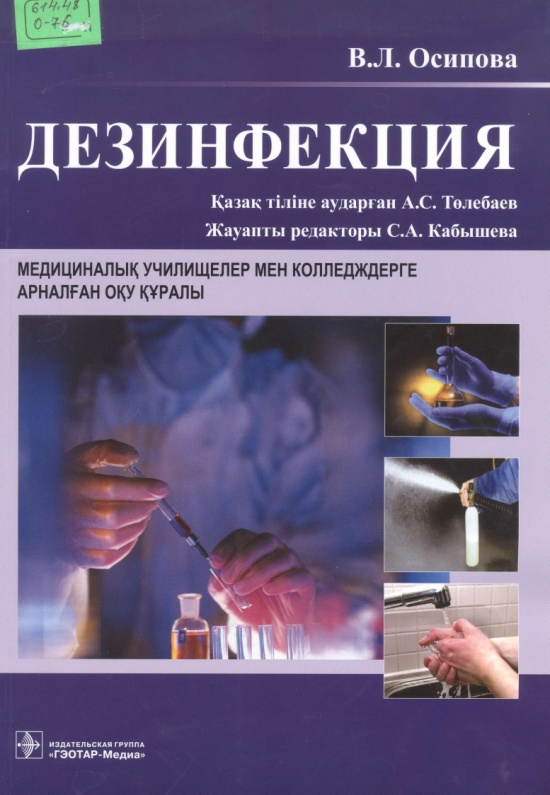 614.48
О-76
В.Л. Осипова
ДЕЗИНФЕКЦИЯ
Қазақ тіліне аударған А.С. Төлебаев
Жауапты редакторы С.А. Кабышева
МЕДИЦИНАЛЫҚ УЧИЛИЩЕЛЕР МЕН КОЛЛЕДЖДЕРГЕ
АРНАЛҒАН ОҚУ ҚҰРАЛЫ
ИЗДАТЕЛЬСКАЯ ГРУППА
«ГЭОТАР-Медиа»